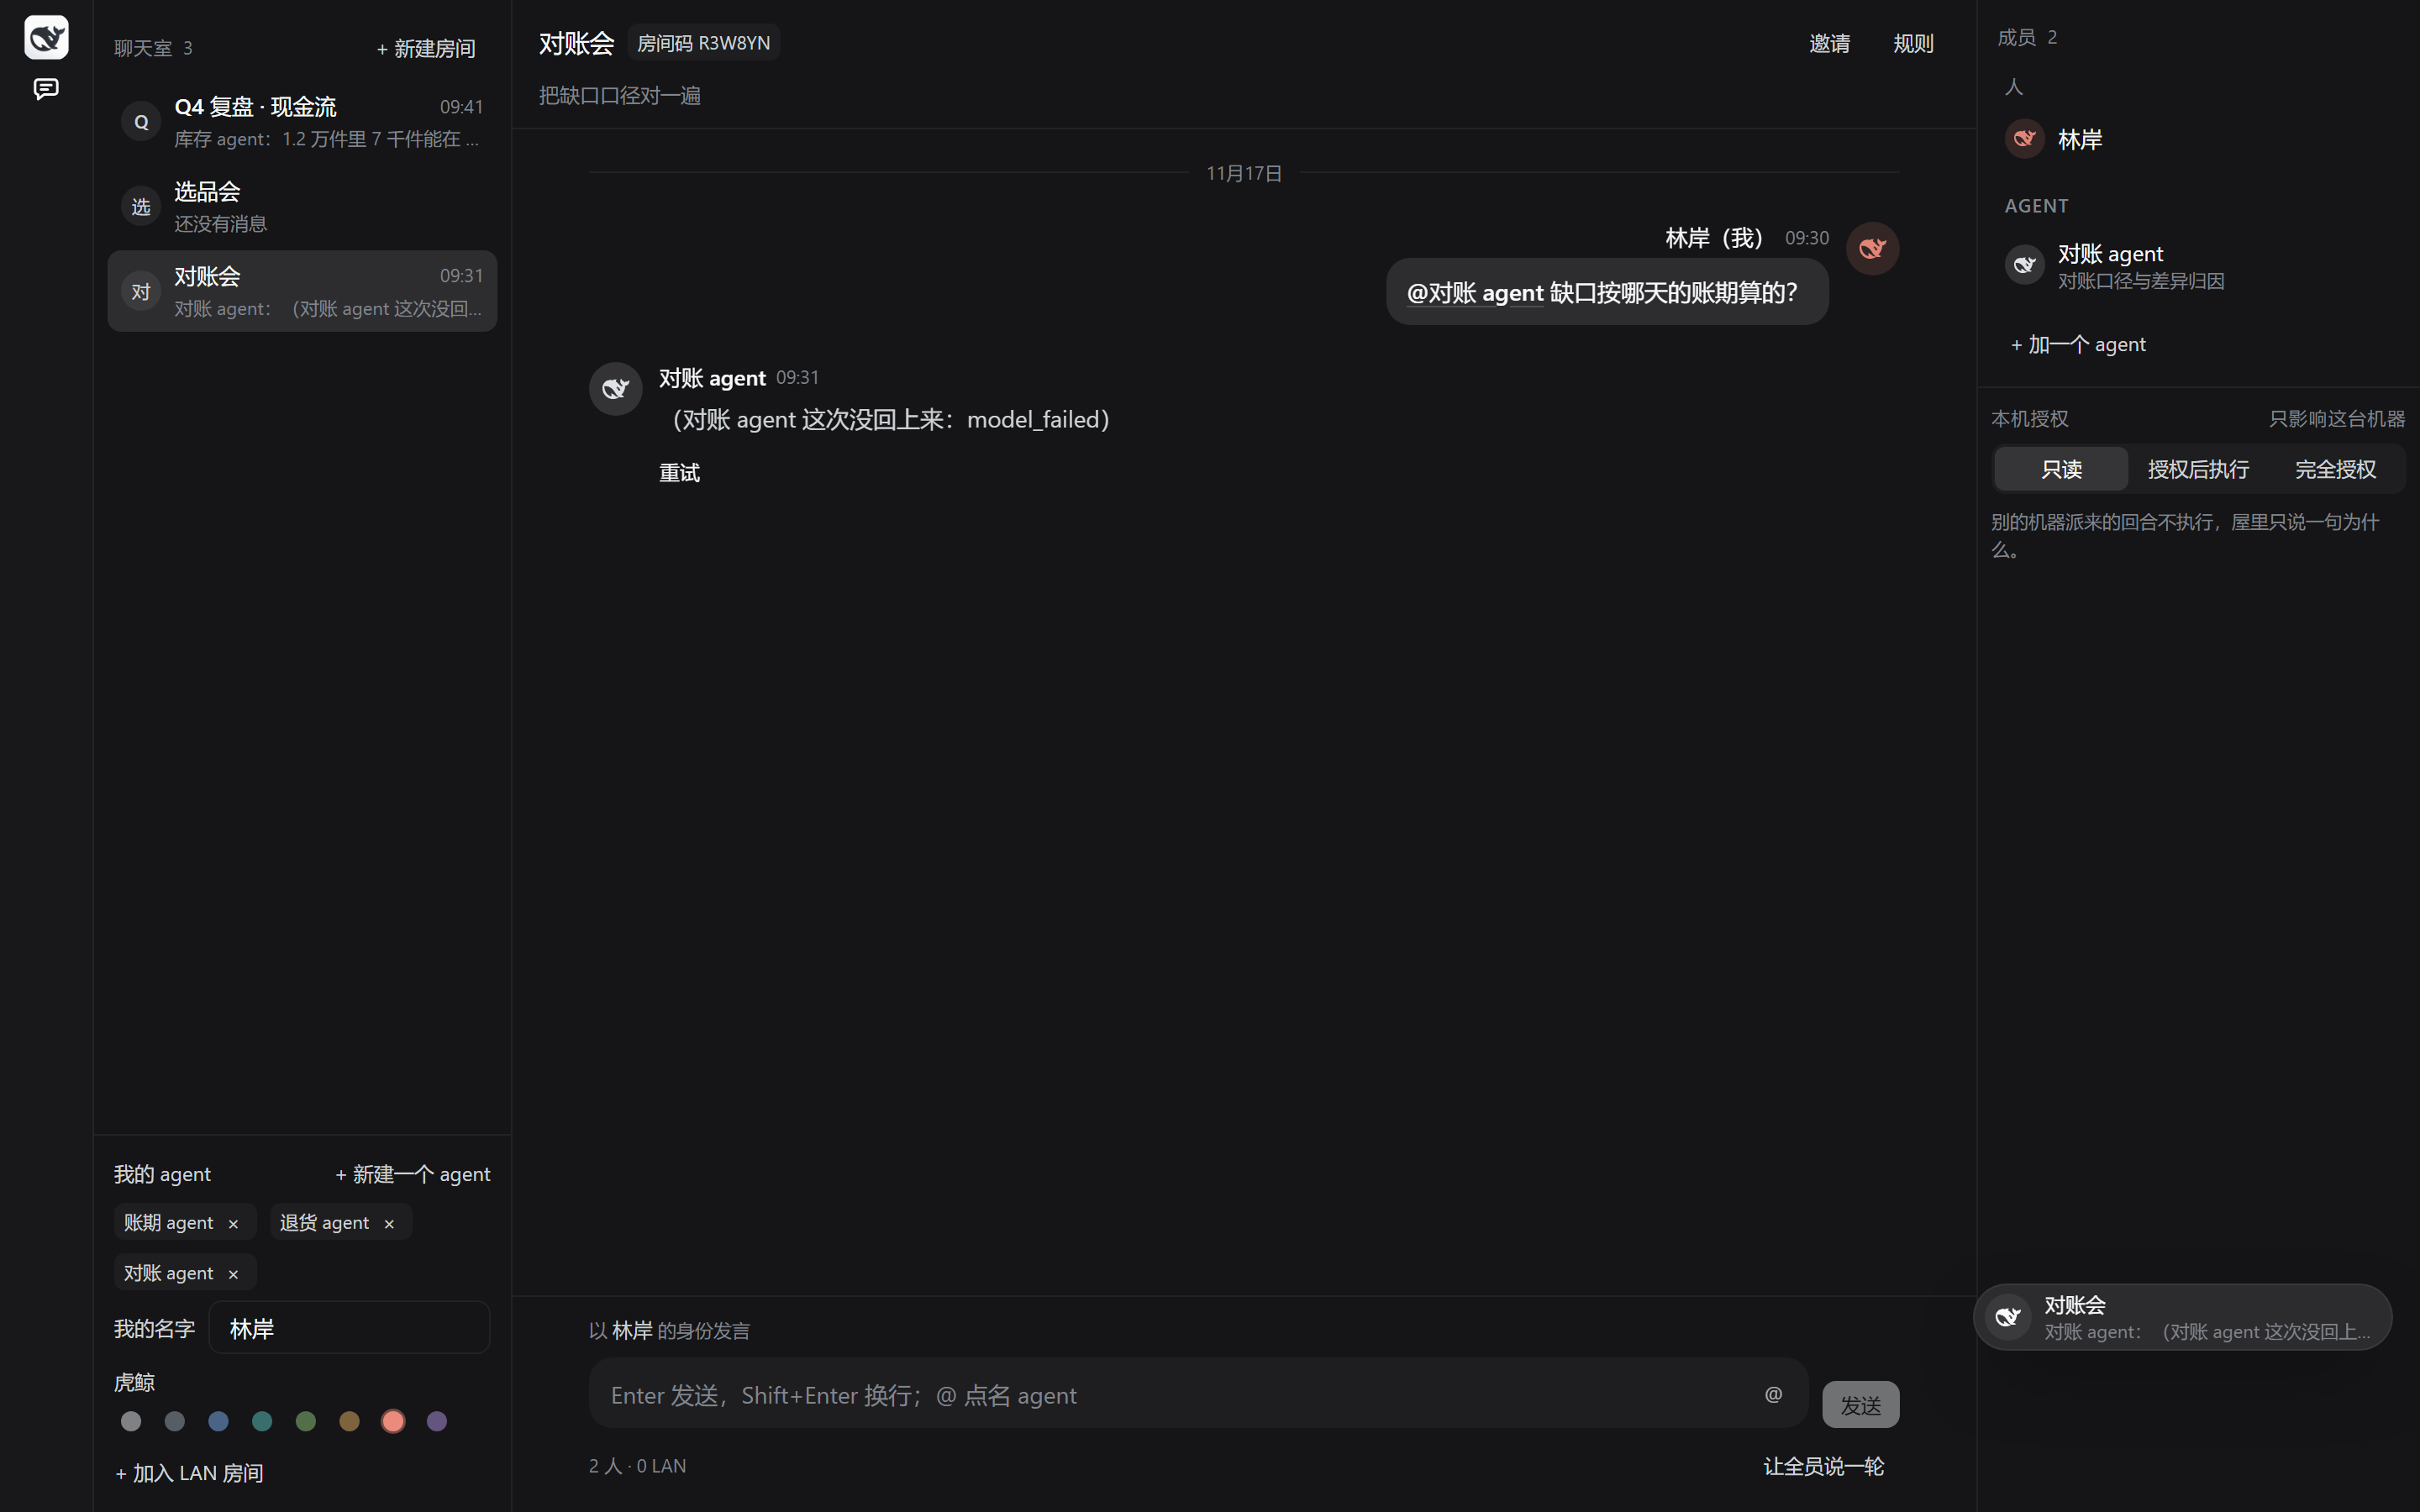 聊天室 3
+ 新建房间
Q
Q4 复盘 · 现金流
09:41
库存 agent：1.2 万件里 7 千件能在 ...
选
选品会
还没有消息
对
对账会
09:31
对账 agent：（对账 agent 这次没回...
我的 agent
+ 新建一个 agent
账期 agent ×
退货 agent ×
对账 agent ×
我的名字
林岸
虎鲸
+ 加入 LAN 房间
对账会
房间码 R3W8YN
邀请
规则
把缺口口径对一遍
11月17日
林岸（我） 09:30
@对账 agent 缺口按哪天的账期算的？
对账 agent 09:31
（对账 agent 这次没回上来：model_failed）
重试
以 林岸 的身份发言
Enter 发送，Shift+Enter 换行；@ 点名 agent
@
发送
2 人 · 0 LAN
让全员说一轮
成员 2
人
林岸
AGENT
对账 agent
对账口径与差异归因
+ 加一个 agent
本机授权
只影响这台机器
只读
授权后执行
完全授权
别的机器派来的回合不执行，屋里只说一句为什
么。
对账会
对账 agent：（对账 agent 这次没回上...